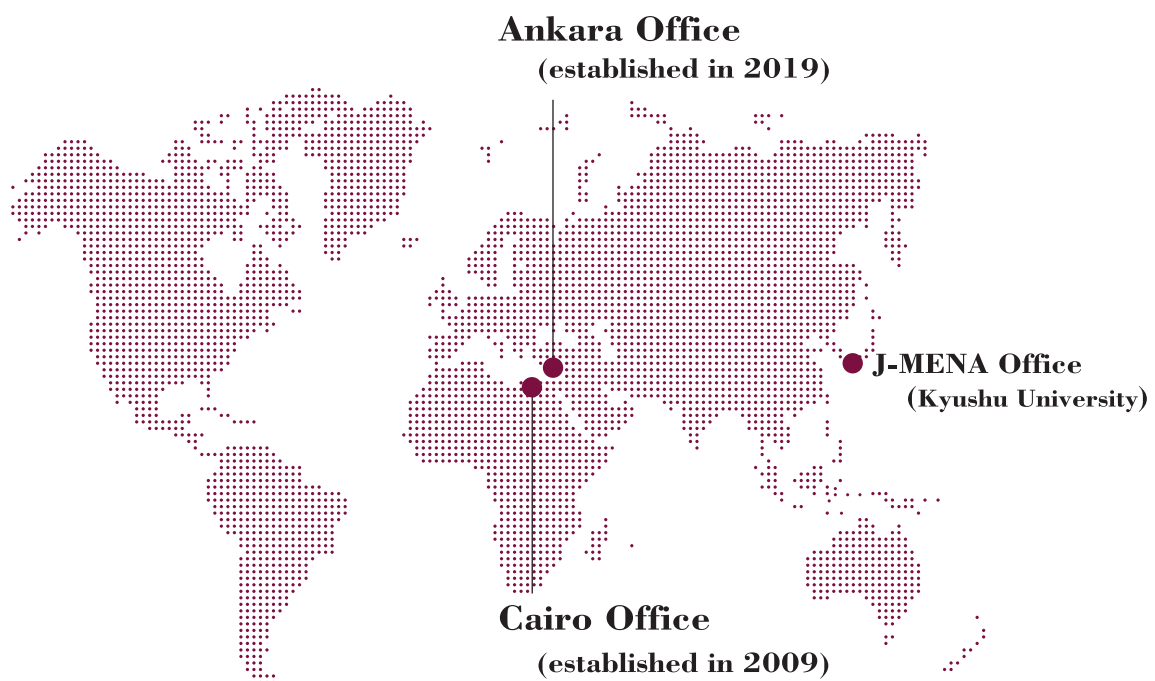 Ankara Office
(established in 2019)
J-MENA Office
(Kyushu University)
Cairo Office
(established in 2009)